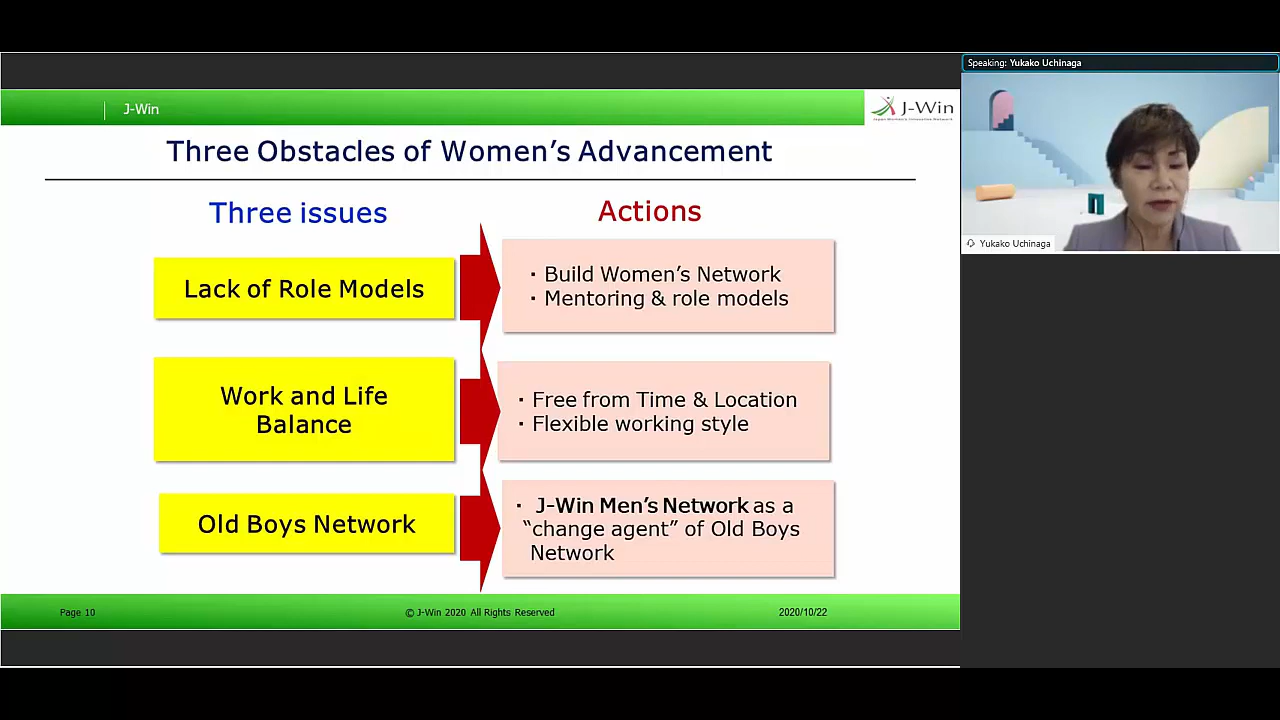 Speaking: Yukako Uchinaga
J-Win
J-Win
Three Obstacles of Women’s Advancement
Three issues
Actions
Lack of Role Models
・Build Women’s Network
・Mentoring & role models
Work and Life
Balance
・Free from Time & Location
・Flexible working style
Old Boys Network
・ J-Win Men’s Network as a
“change agent” of Old Boys
Network
Page 10
© J-Win 2020 All Rights Reserved
2020/10/22
Yukako Uchinaga